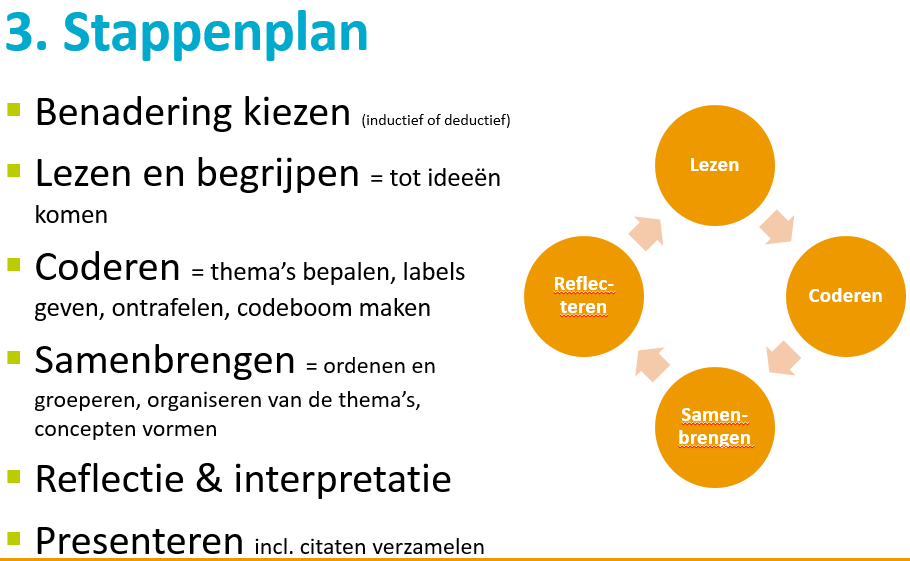 3. Stappenplan
Benadering kiezen (inductief of deductief)
Lezen en begrijpen = tot ideeën
komen
Coderen = thema’s bepalen, labels
geven, ontrafelen, codeboom maken
Samenbrengen = ordenen en
groeperen, organiseren van de thema’s,
concepten vormen
Reflectie & interpretatie
Presenteren incl. citaten verzamelen
Lezen
Coderen
Samen-
brengen
Reflec-
teren